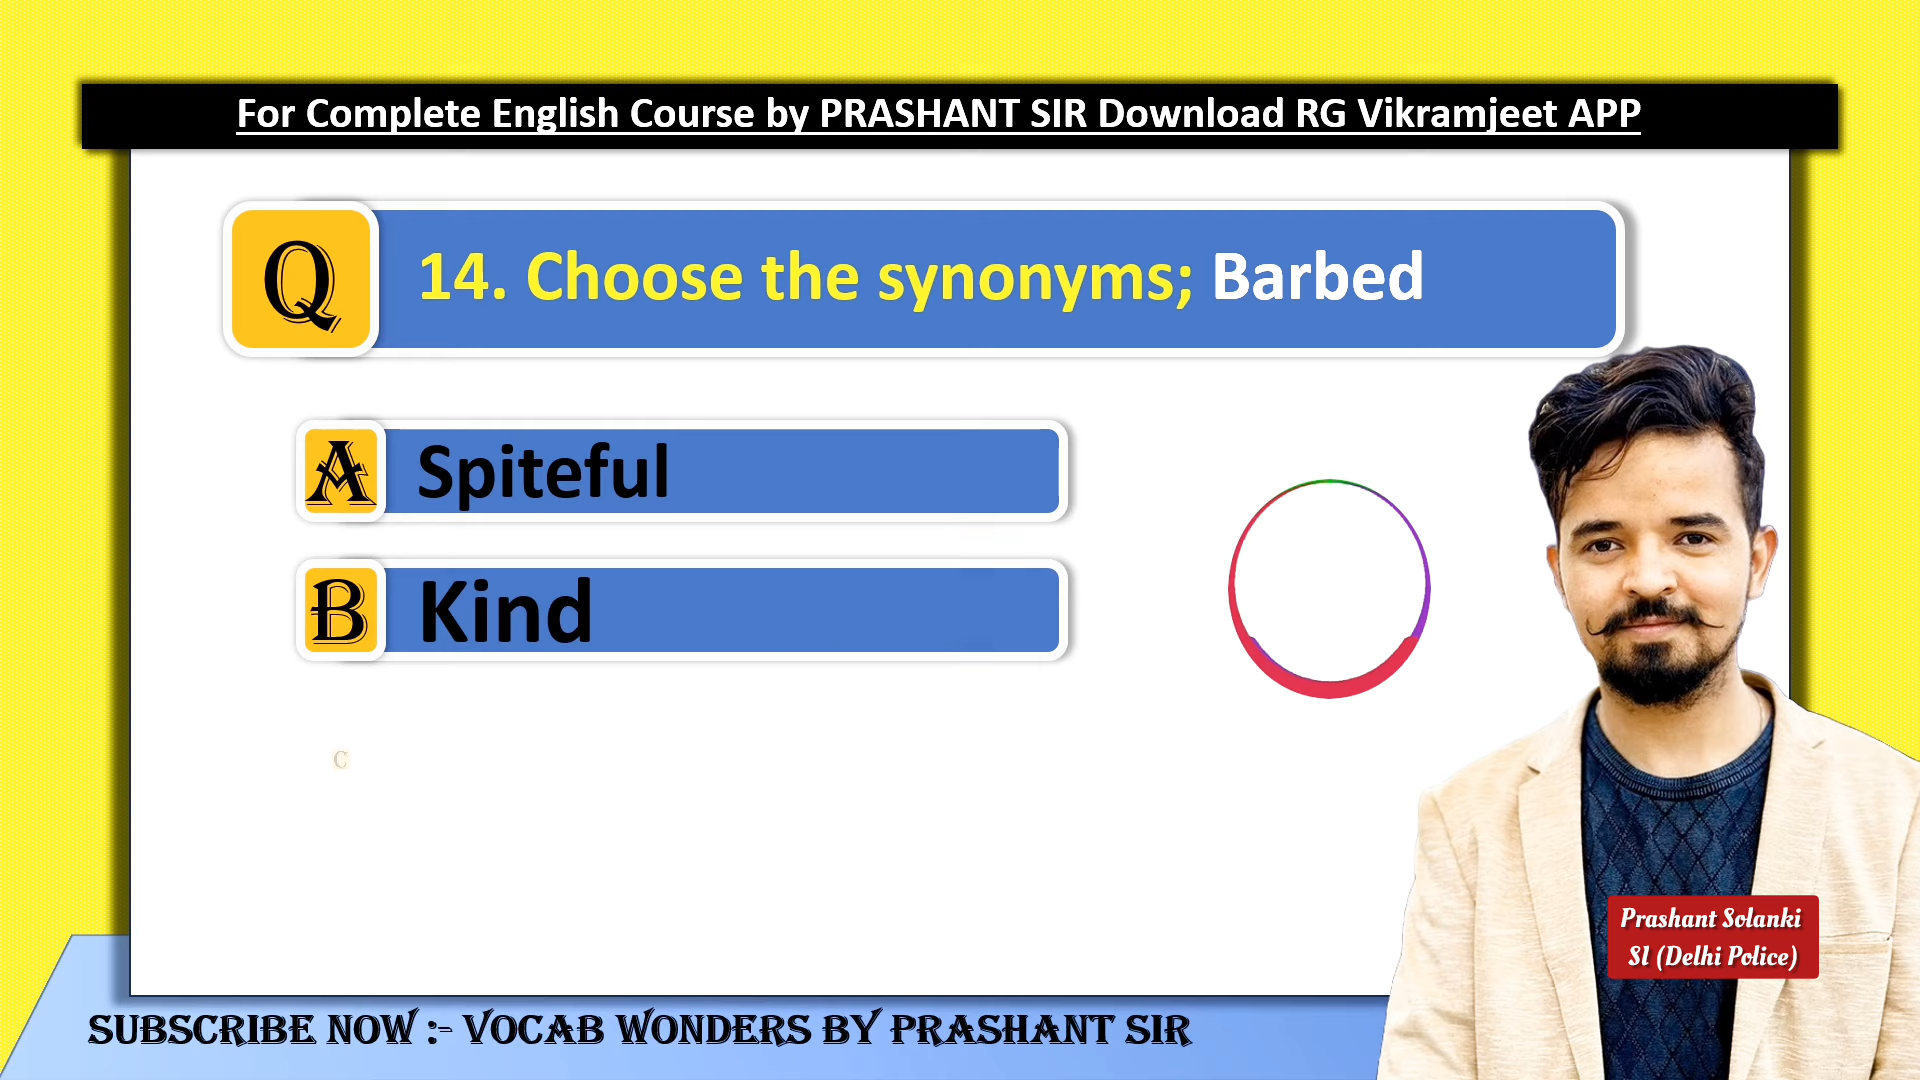 For Complete English Course by PRASHANT SIR Download RG Vikramjeet APP
Q
14. Choose the synonyms; Barbed
A
Spiteful
B
Kind
C
Prashant Solanki
SI (Delhi Police)
SUBSCRIBE NOW :- VOCAB WONDERS BY PRASHANT SIR